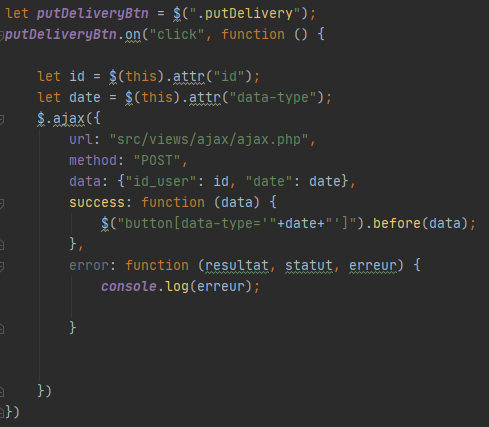 let putDeliveryBtn = $(".putDelivery");
putDeliveryBtn.on("click", function () {
let id = $(this).attr("id");
let date = $(this).attr("data-type");
$.ajax({
url: "src/views/ajax/ajax.php",
method: "POST",
data: {"id_user": id, "date": date},
success: function (data) {
$("button[data-type='"+date+"']").before(data);
},
error: function (resultat, statut, erreur) {
console.log(erreur);
}
})
})